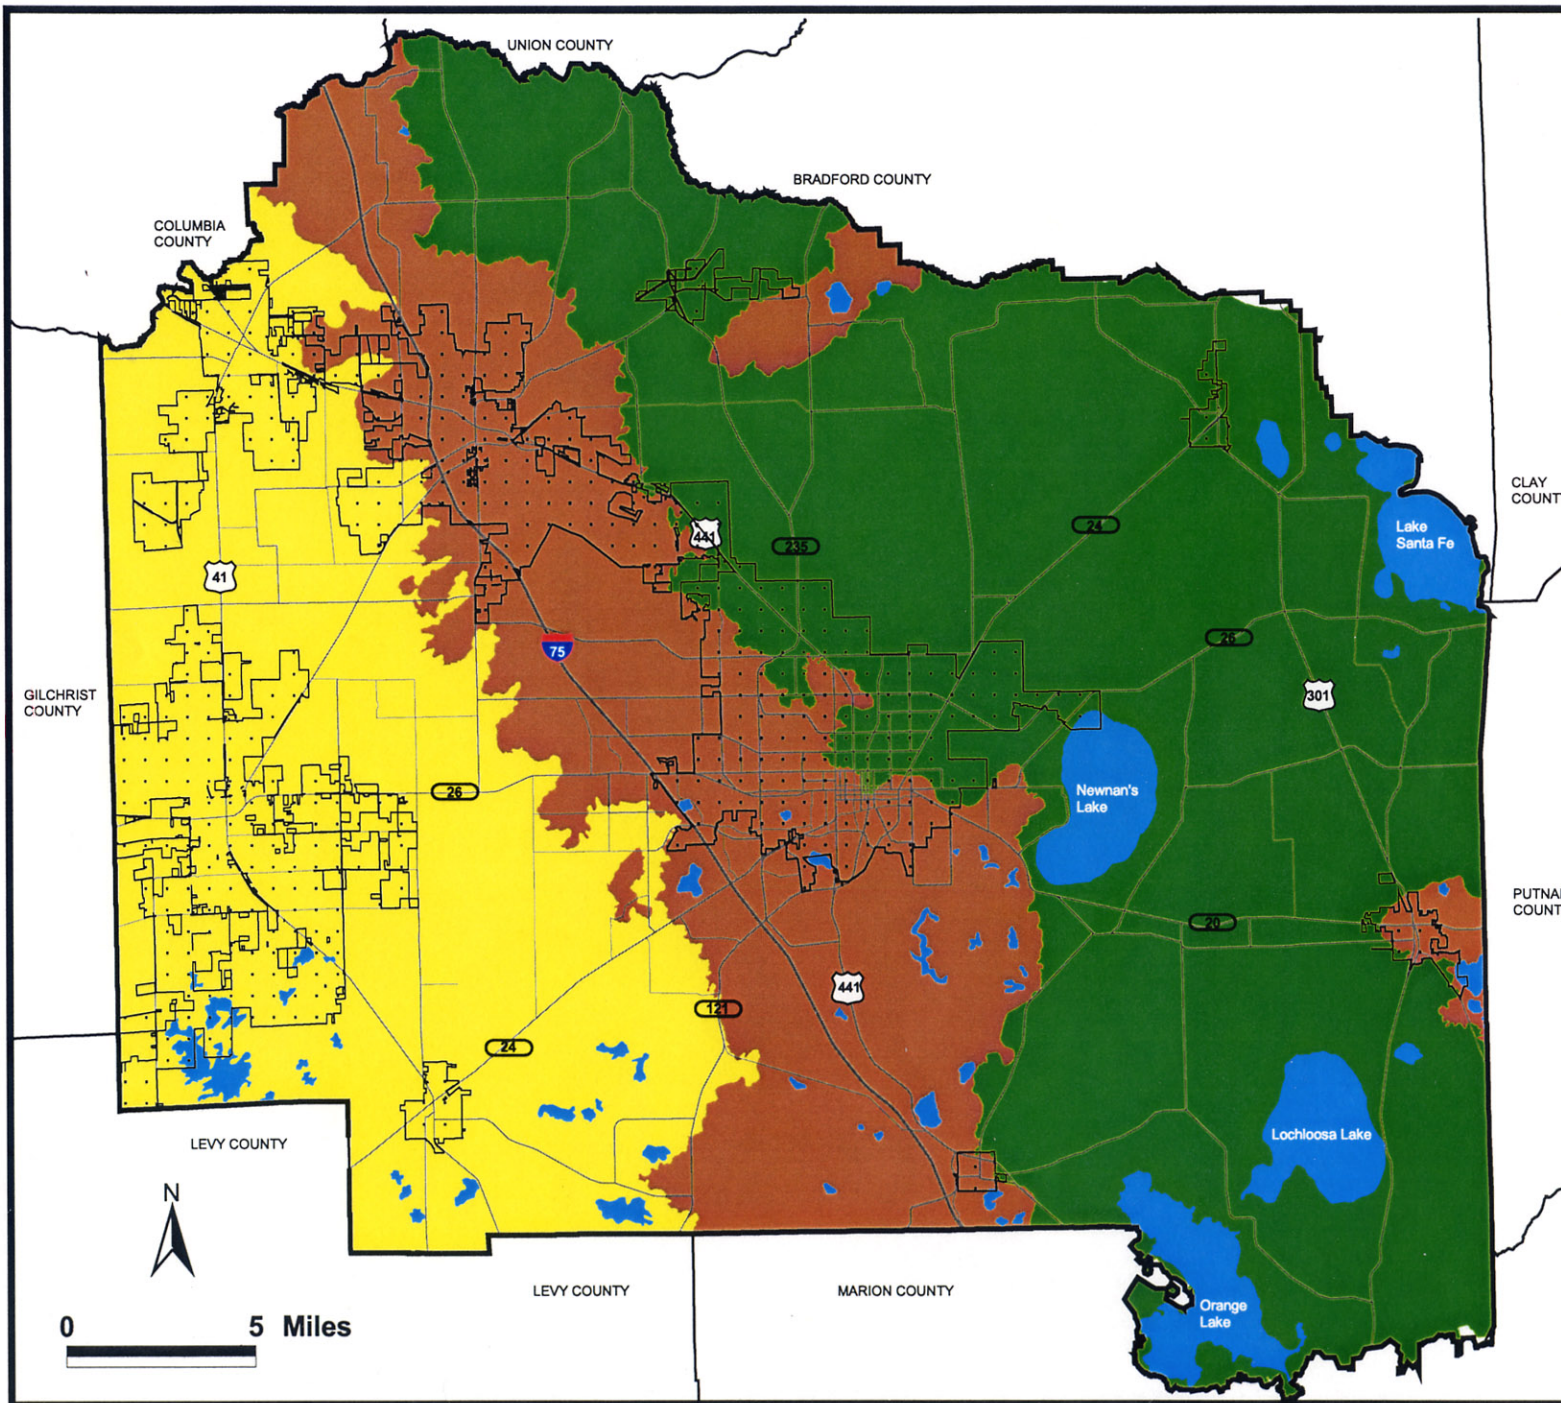 UNION COUNTY
BRADFORD COUNTY
COLUMBIA
COUNTY
CLAY
COUNT
441
235
24
Lake
Santa Fe
41
26
75
301
GILCHRIST
COUNTY
26
Newnan's
Lake
PUTNA
COUNT
20
441
121
24
LEVY COUNTY
Lochloosa Lake
N
LEVY COUNTY
MARION COUNTY
Orange
Lake
0 5 Miles